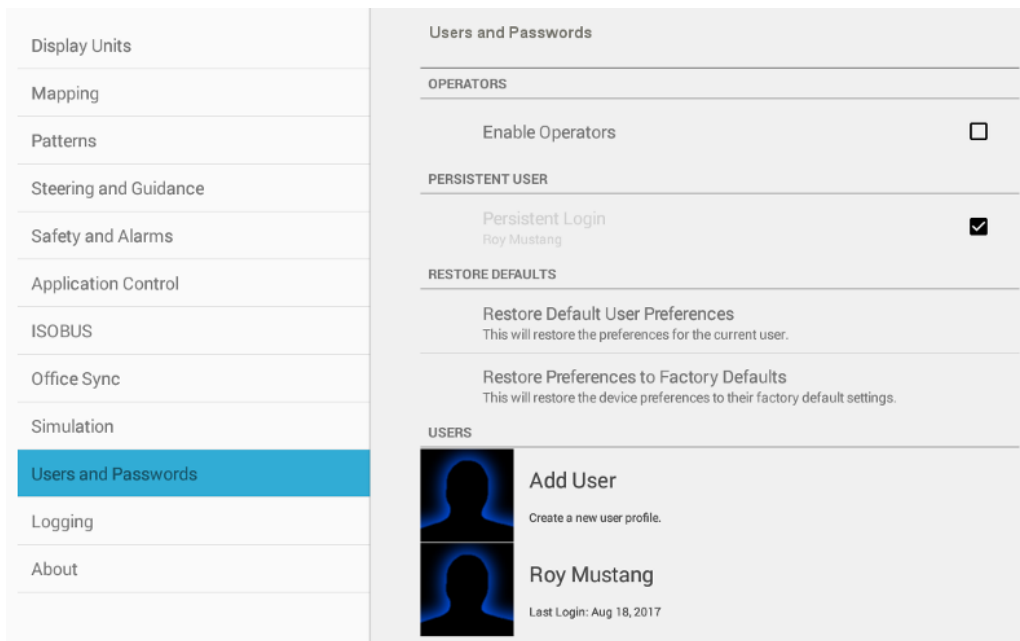 Display Units
Mapping
Patterns
Steering and Guidance
Safety and Alarms
Application Control
ISOBUS
Office Sync
Simulation
Users and Passwords
Logging
About
Users and Passwords
OPERATORS
Enable Operators
PERSISTENT USER
Persistent Login
Roy Mustang
RESTORE DEFAULTS
Restore Default User Preferences
This will restore the preferences for the current user.
Restore Preferences to Factory Defaults
This will restore the device preferences to their factory default settings.
USERS
Add User
Create a new user profile.
Roy Mustang
Last Login: Aug 18, 2017